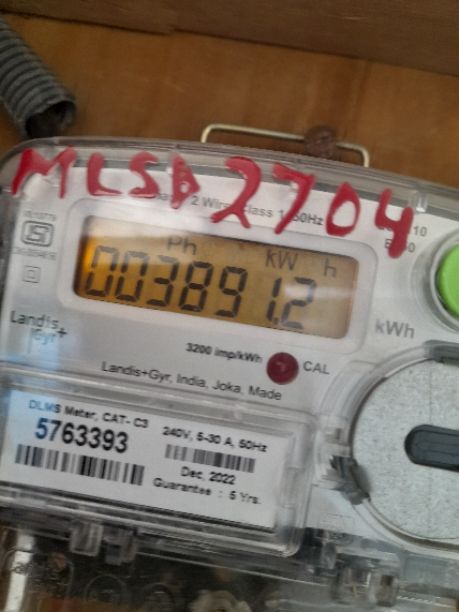 MLSB2704
2 Wire
Class 1
50Hz
Ph kW h
003891.2
kWh
Landis+
Gyr
3200 imp/kWh
CAL
Landis+Gyr, India, Joka, Made
DLMS Meter, CAT- C3
5763393
240V, 5-30 A, 50Hz
Dec, 2022
Guarantee : 5 Yrs.